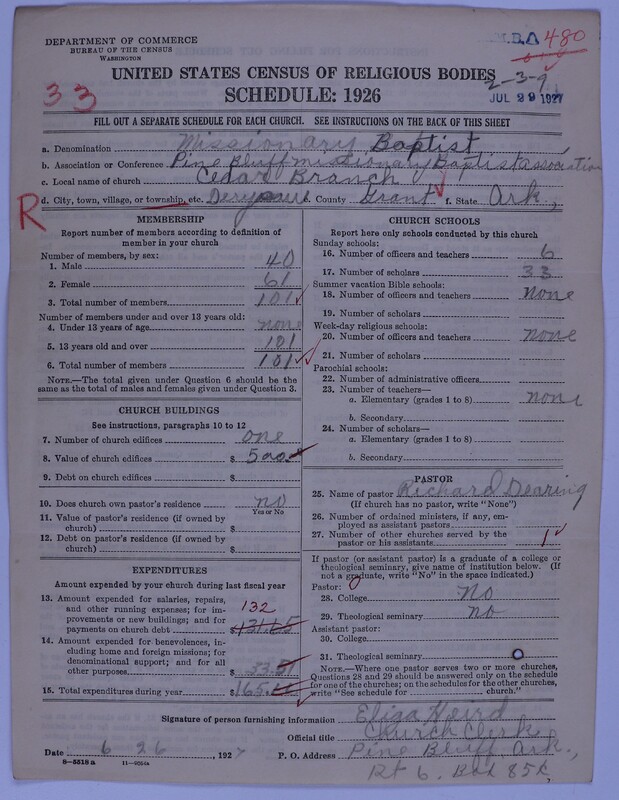 DEPARTMENT OF COMMERCE
BUREAU OF THE CENSUS
WASHINGTON
M.B.A 480
2-3-9
JUL 29 1927
33
UNITED STATES CENSUS OF RELIGIOUS BODIES
SCHEDULE: 1926
FILL OUT A SEPARATE SCHEDULE FOR EACH CHURCH. SEE INSTRUCTIONS ON THE BACK OF THIS SHEET
a. Denomination Missionary Baptist
b. Association or Conference Pine Bluff missionary Baptist association
c. Local name of church Cedar Branch
R
d. City, town, village, or township, etc. e. County Grant f. State Ark,
MEMBERSHIP
Report number of members according to definition of member in your church
Number of members, by sex:
1. Male 40
2. Female 61
3. Total number of members 101
Number of members under and over 13 years old:
4. Under 13 years of age none
5. 13 years old and over 101
6. Total number of members 101
NOTE.—The total given under Question 6 should be the same as the total of males and females given under Question 3.
CHURCH BUILDINGS
See instructions, paragraphs 10 to 12
7. Number of church edifices one
8. Value of church edifices $ 500
9. Debt on church edifices $
10. Does church own pastor's residence no
Yes or No
11. Value of pastor's residence (if owned by church) $
12. Debt on pastor's residence (if owned by church) $
EXPENDITURES
Amount expended by your church during last fiscal year
13. Amount expended for salaries, repairs, and other running expenses; for improvements or new buildings; and for payments on church debt $ 131.65
132
14. Amount expended for benevolences, including home and foreign missions; for denominational support; and for all other purposes $ 33.
15. Total expenditures during year $ 165.
CHURCH SCHOOLS
Report here only schools conducted by this church
Sunday schools:
16. Number of officers and teachers 6
17. Number of scholars 33
Summer vacation Bible schools:
18. Number of officers and teachers none
19. Number of scholars
Week-day religious schools:
20. Number of officers and teachers none
21. Number of scholars
Parochial schools:
22. Number of administrative officers
23. Number of teachers—
a. Elementary (grades 1 to 8) none
b. Secondary
24. Number of scholars—
a. Elementary (grades 1 to 8)
b. Secondary
PASTOR
25. Name of pastor Richard Dearing
(If church has no pastor, write "None")
26. Number of ordained ministers, if any, employed as assistant pastors
27. Number of other churches served by the pastor or his assistants 1
If pastor (or assistant pastor) is a graduate of a college or theological seminary, give name of institution below. (If not a graduate, write "No" in the space indicated.)
Pastor:
28. College No
29. Theological seminary no
Assistant pastor:
30. College
31. Theological seminary
NOTE.—Where one pastor serves two or more churches, Questions 28 and 29 should be answered only on the schedule for one of the churches; on the schedules for the other churches, write "See schedule for church."
Signature of person furnishing information Eliga Heird
Official title Church Clerk
Date 6 26, 1927
P. O. Address Pine Bluff Ark.,
Rt 6. Box 85
8-5518 a